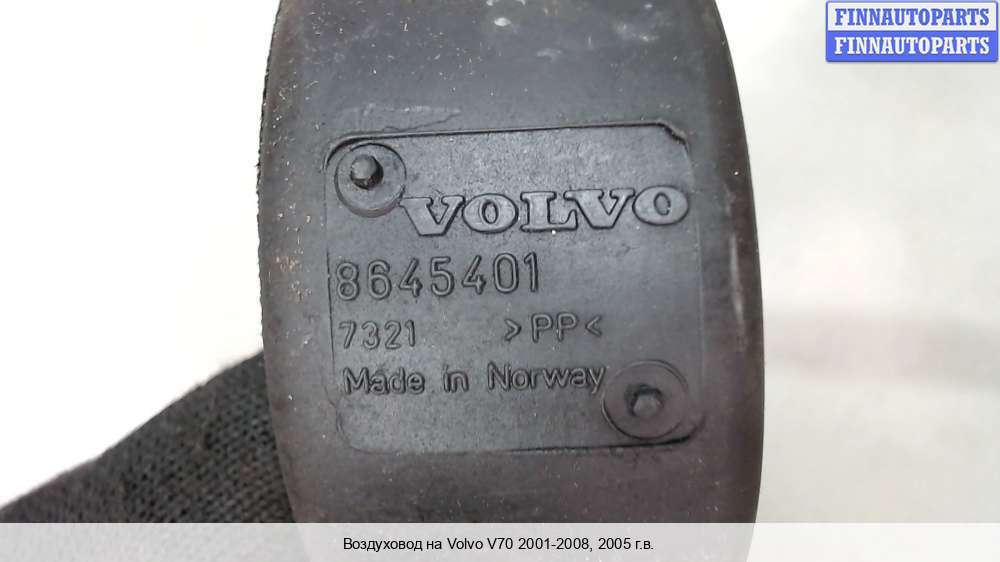 FINNAUTOPARTS
FINNAUTOPARTS
VOLVO
8645401
7321 >PP<
Made in Norway
Воздуховод на Volvo V70 2001-2008, 2005 г.в.